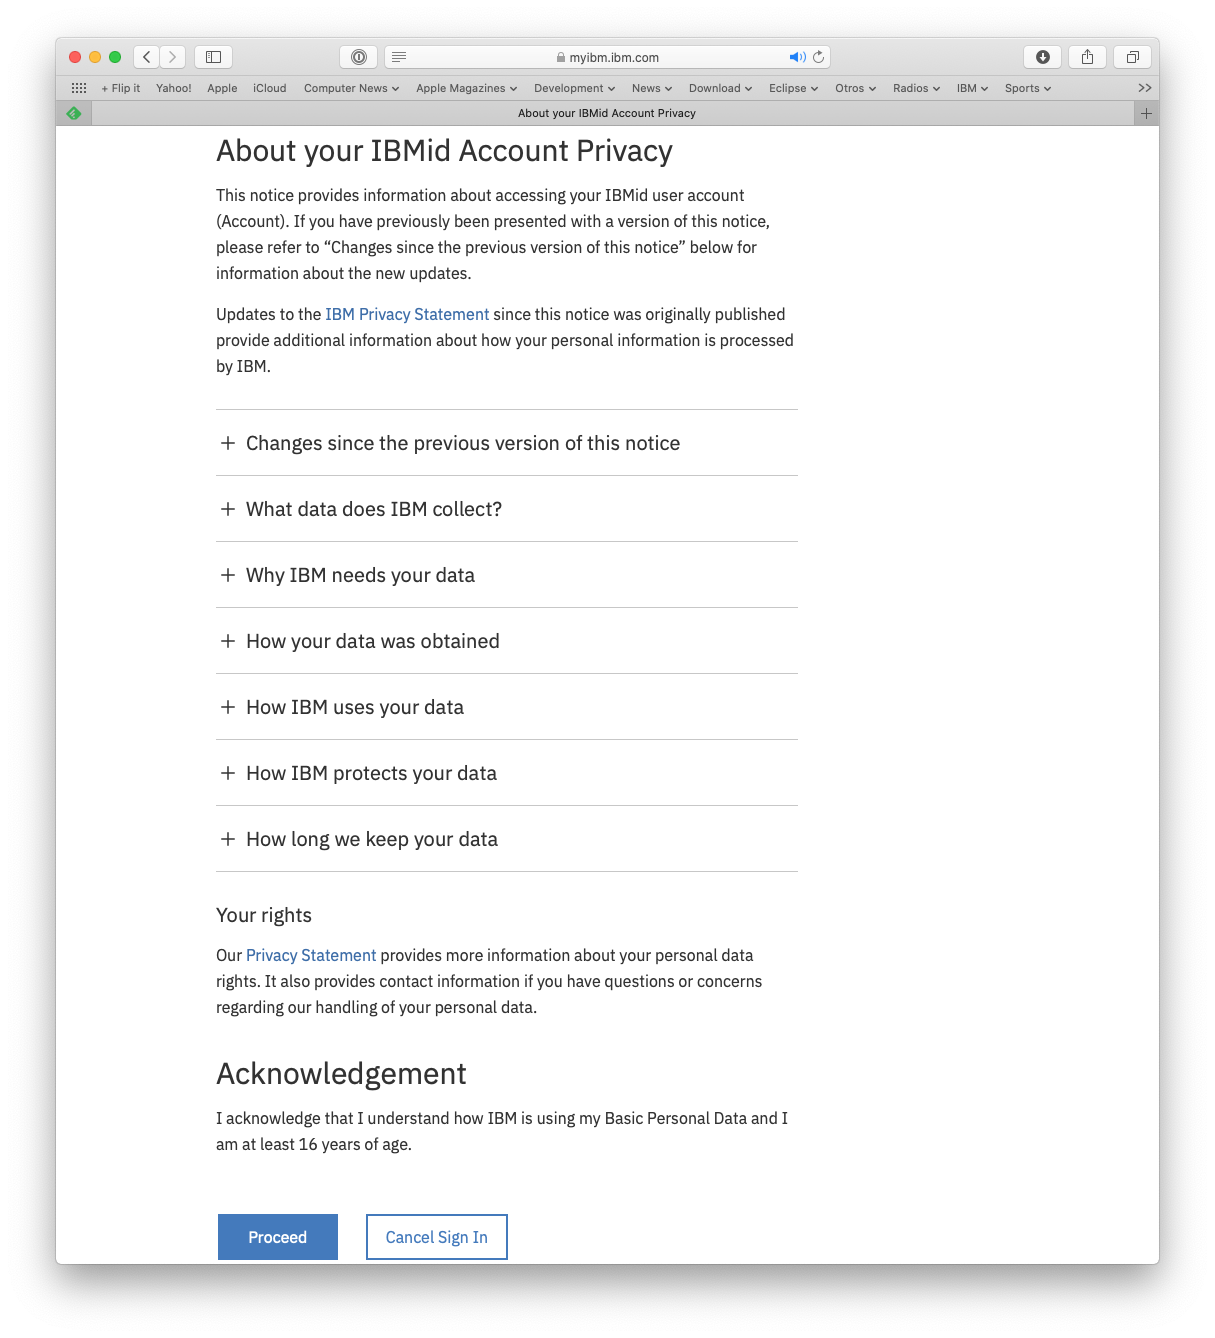 myibm.ibm.com
+ Flip it Yahoo! Apple iCloud Computer News Apple Magazines Development News Download Eclipse Otros Radios IBM Sports
About your IBMid Account Privacy
About your IBMid Account Privacy
This notice provides information about accessing your IBMid user account
(Account). If you have previously been presented with a version of this notice,
please refer to “Changes since the previous version of this notice” below for
information about the new updates.
Updates to the IBM Privacy Statement since this notice was originally published
provide additional information about how your personal information is processed
by IBM.
+ Changes since the previous version of this notice
+ What data does IBM collect?
+ Why IBM needs your data
+ How your data was obtained
+ How IBM uses your data
+ How IBM protects your data
+ How long we keep your data
Your rights
Our Privacy Statement provides more information about your personal data
rights. It also provides contact information if you have questions or concerns
regarding our handling of your personal data.
Acknowledgement
I acknowledge that I understand how IBM is using my Basic Personal Data and I
am at least 16 years of age.
Proceed Cancel Sign In